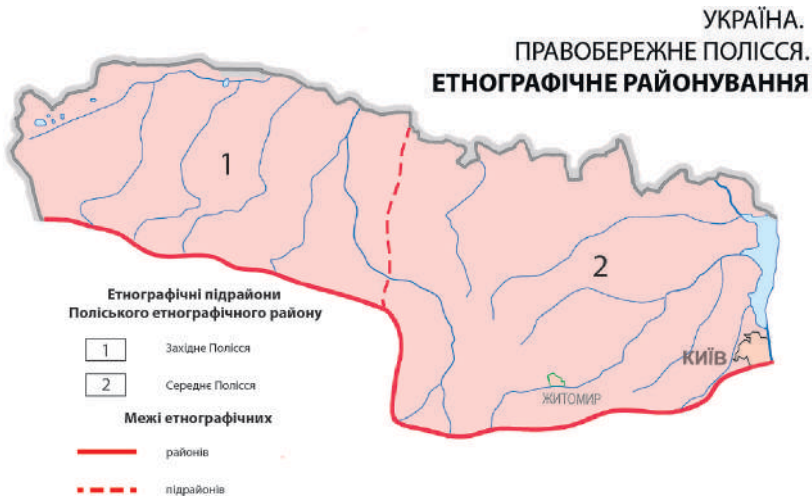 УКРАЇНА.
ПРАВОБЕРЕЖНЕ ПОЛІССЯ.
ЕТНОГРАФІЧНЕ РАЙОНУВАННЯ
1
2
КИЇВ
ЖИТОМИР
Етнографічні підрайони
Поліського етнографічного району
1 Західне Полісся
2 Середнє Полісся
Межі етнографічних
районів
підрайонів